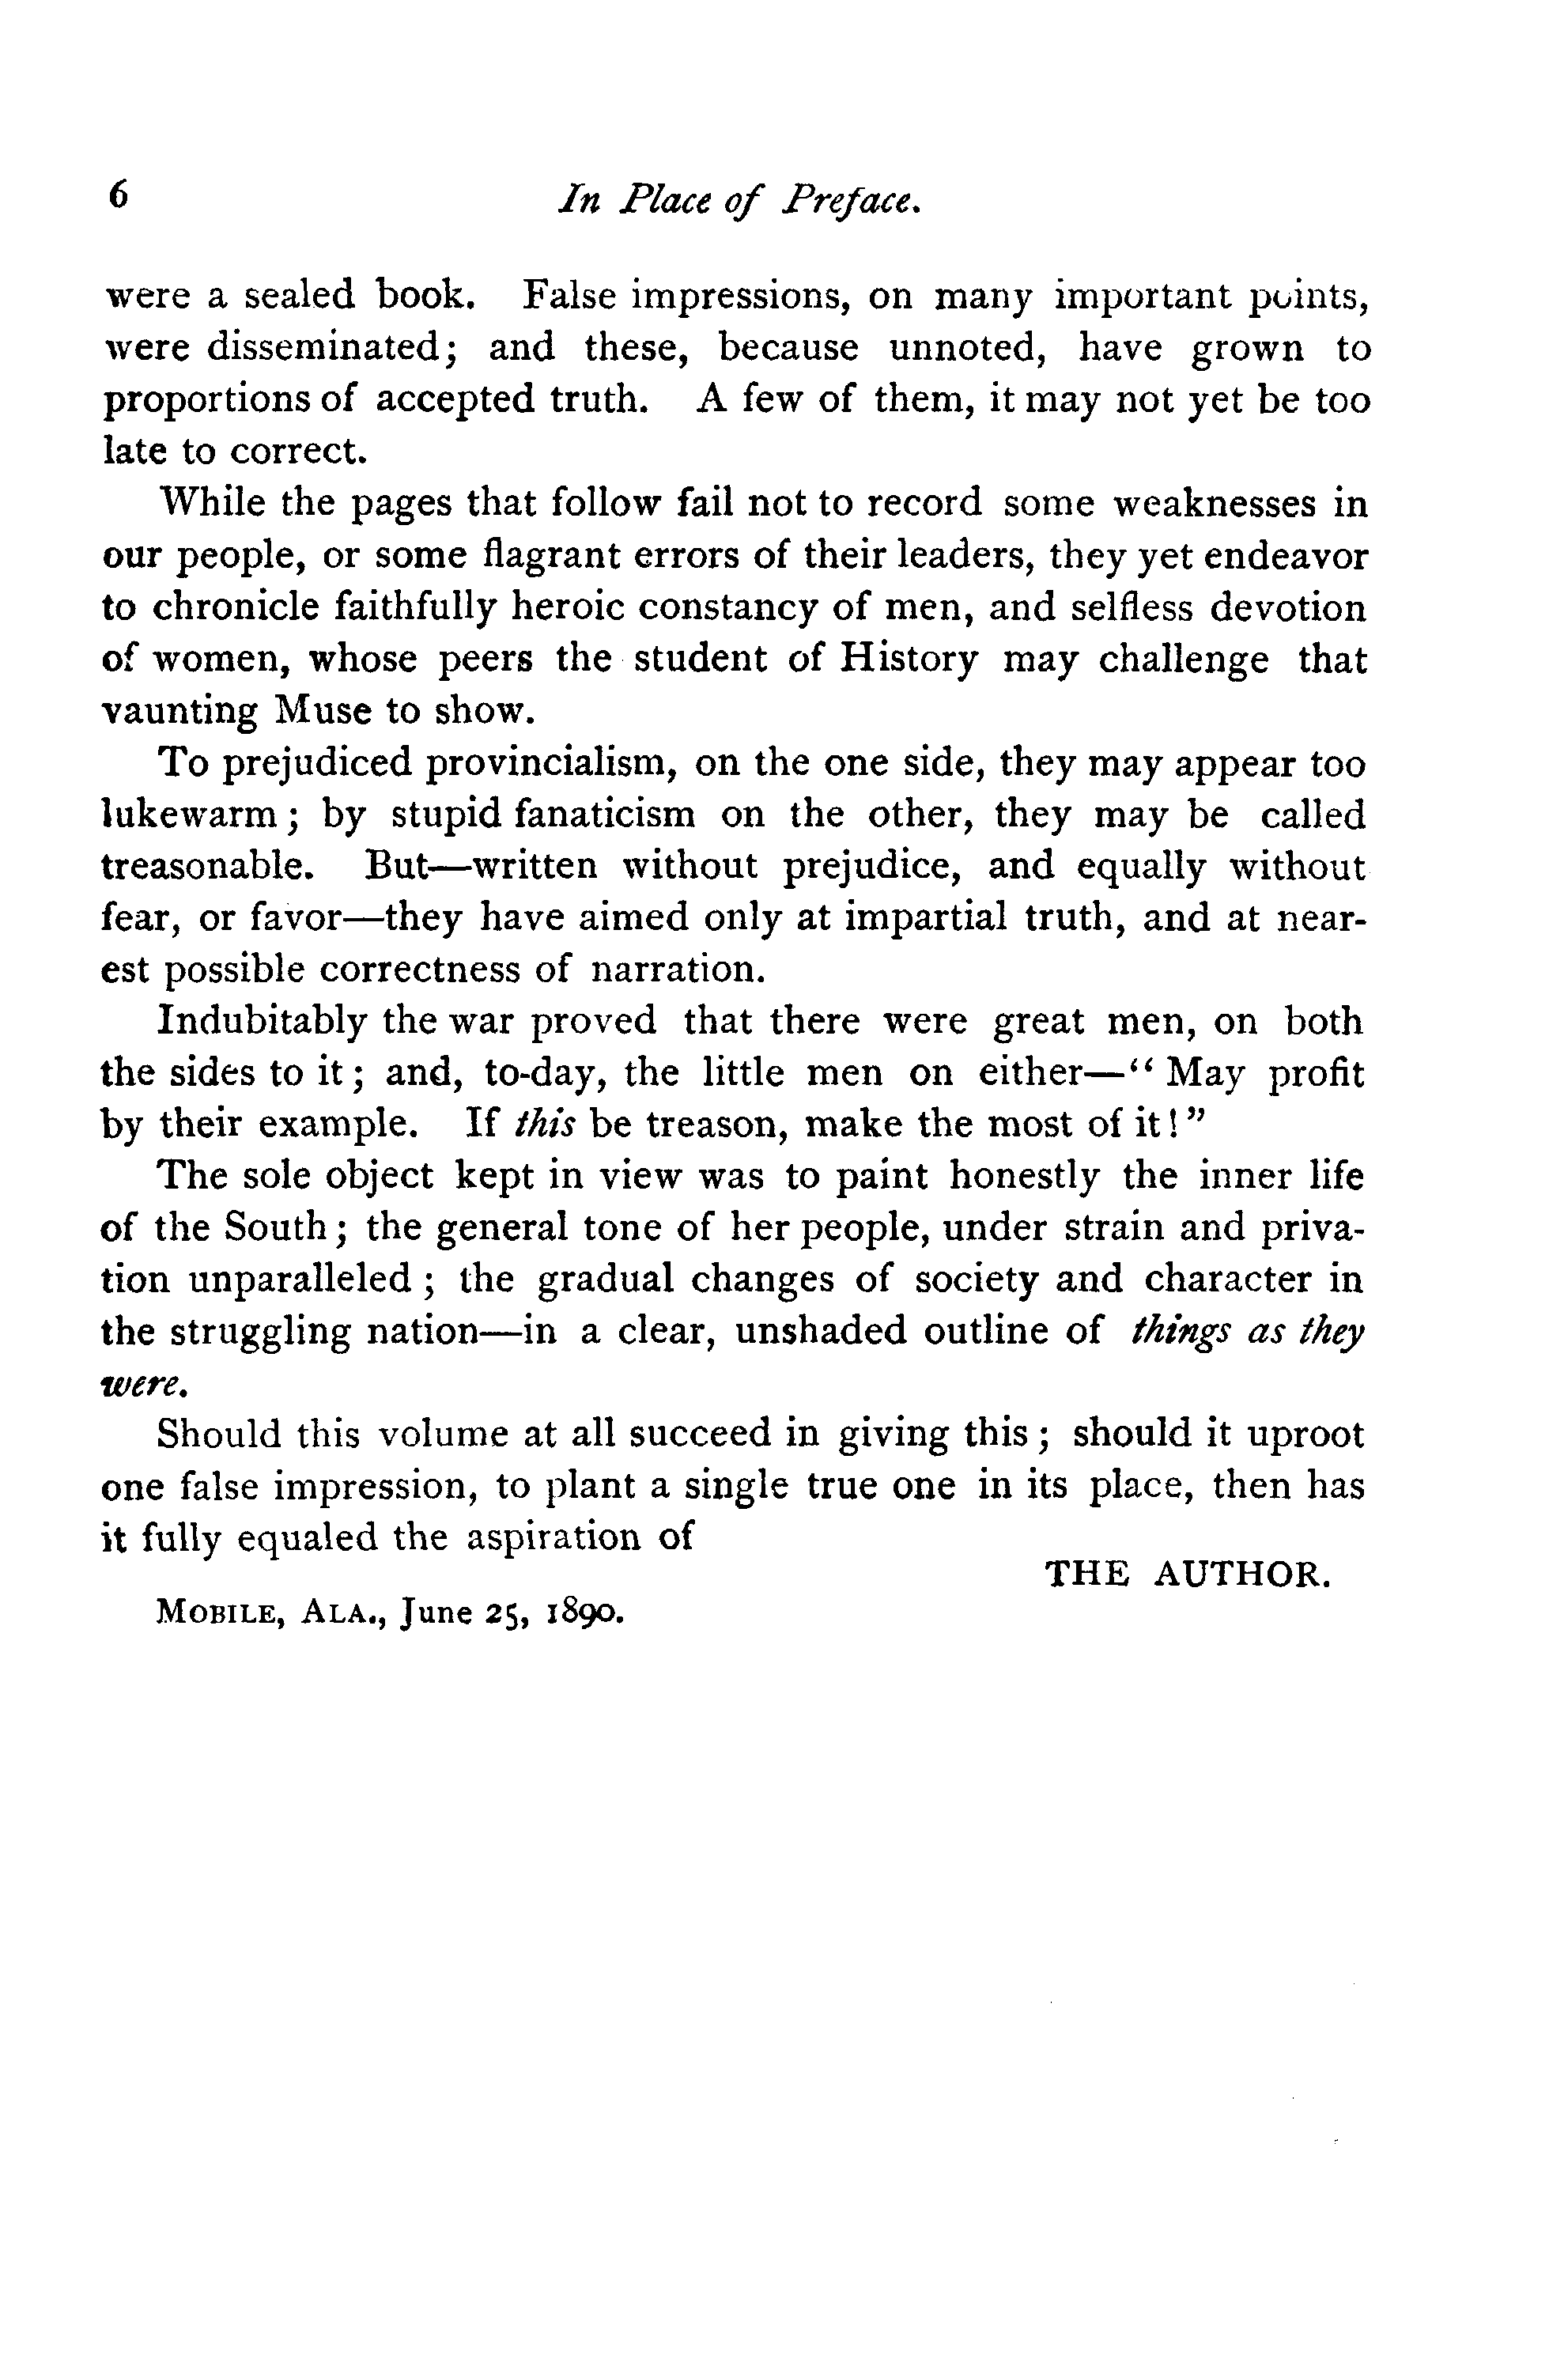 6 In Place of Preface.
were a sealed book. False impressions, on many important points,
were disseminated; and these, because unnoted, have grown to
proportions of accepted truth. A few of them, it may not yet be too
late to correct.
While the pages that follow fail not to record some weaknesses in
our people, or some flagrant errors of their leaders, they yet endeavor
to chronicle faithfully heroic constancy of men, and selfless devotion
of women, whose peers the student of History may challenge that
vaunting Muse to show.
To prejudiced provincialism, on the one side, they may appear too
lukewarm; by stupid fanaticism on the other, they may be called
treasonable. But—written without prejudice, and equally without
fear, or favor—they have aimed only at impartial truth, and at near-
est possible correctness of narration.
Indubitably the war proved that there were great men, on both
the sides to it; and, to-day, the little men on either—“May profit
by their example. If this be treason, make the most of it!”
The sole object kept in view was to paint honestly the inner life
of the South; the general tone of her people, under strain and priva-
tion unparalleled; the gradual changes of society and character in
the struggling nation—in a clear, unshaded outline of things as they
were.
Should this volume at all succeed in giving this; should it uproot
one false impression, to plant a single true one in its place, then has
it fully equaled the aspiration of
THE AUTHOR.
MOBILE, ALA., June 25, 1890.